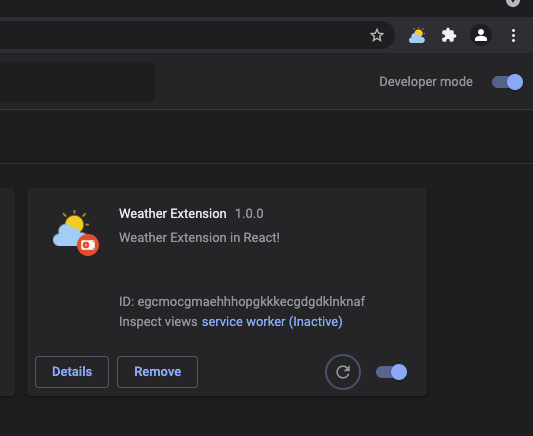 Developer mode
Weather Extension 1.0.0
Weather Extension in React!
ID: egcmocgmaehhhopgkkkecgdgdklnknaf
Inspect views service worker (Inactive)
Details Remove